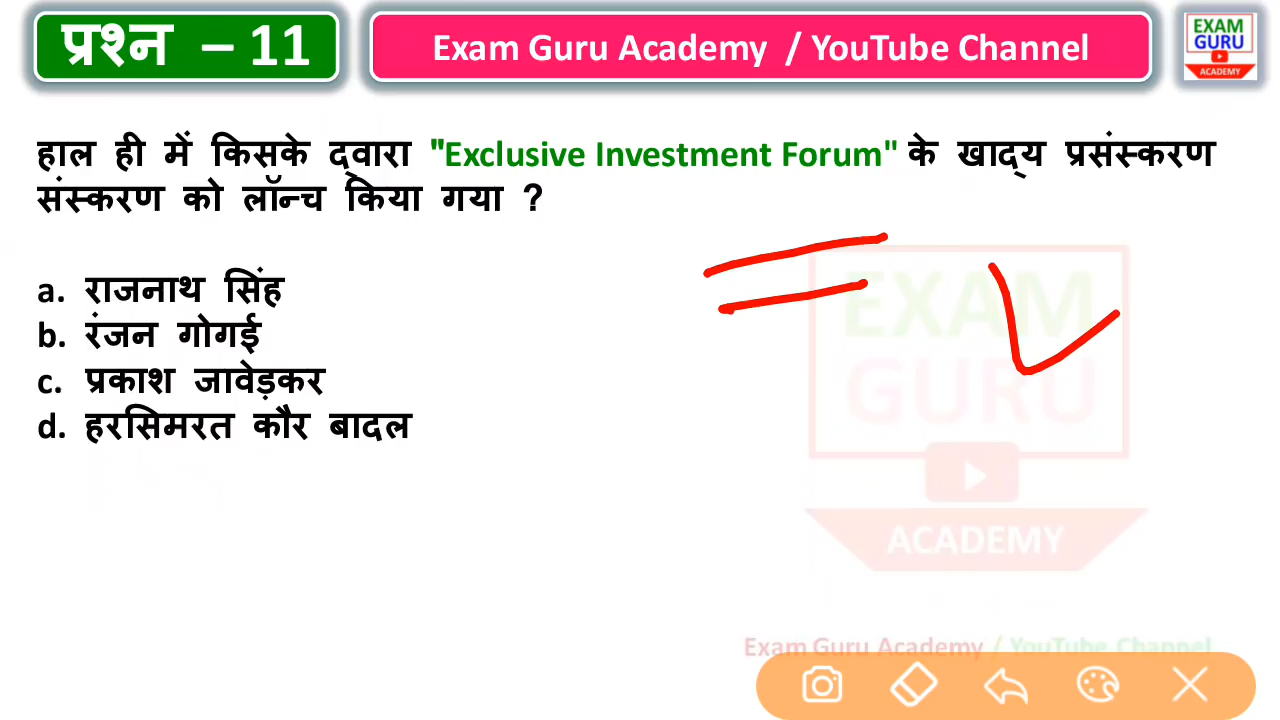 प्रश्न – 11
Exam Guru Academy / YouTube Channel
EXAM
GURU
ACADEMY
हाल ही में किसके द्वारा "Exclusive Investment Forum" के खाद्य प्रसंस्करण
संस्करण को लॉन्च किया गया ?
a. राजनाथ सिंह
b. रंजन गोगई
c. प्रकाश जावेड़कर
d. हरसिमरत कौर बादल
EXAM
GURU
ACADEMY
Exam Guru Academy / YouTube Channel